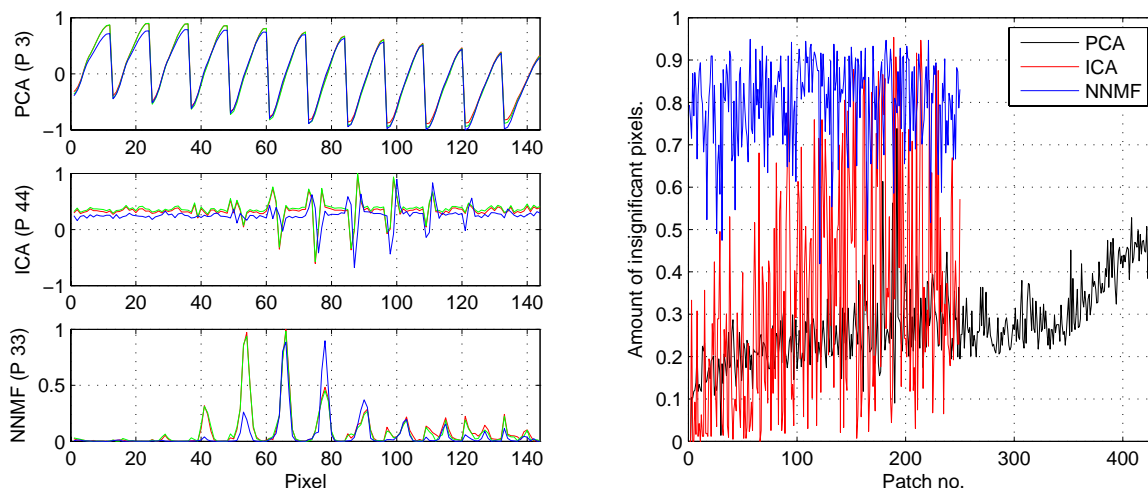 PCA (P 3)
1
0
−1
0 20 40 60 80 100 120 140
ICA (P 44)
1
0
−1
0 20 40 60 80 100 120 140
NNMF (P 33)
1
0.5
0
0 20 40 60 80 100 120 140
Pixel
Amount of insignificant pixels.
1
0.9
0.8
0.7
0.6
0.5
0.4
0.3
0.2
0.1
0
0 100 200 300 400
Patch no.
PCA
ICA
NNMF